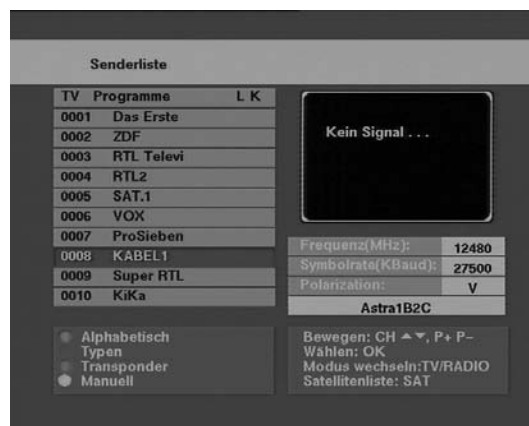 Senderliste
TV Programme L K
0001 Das Erste
0002 ZDF
0003 RTL Televi
0004 RTL2
0005 SAT.1
0006 VOX
0007 ProSieben
0008 KABEL1
0009 Super RTL
0010 KiKa
Kein Signal . . .
Frequenz(MHz): 12480
Symbolrate(KBaud): 27500
Polarization: V
Astra1B2C
Alphabetisch
Typen
Transponder
Manuell
Bewegen: CH ▲▼, P+ P–
Wählen: OK
Modus wechseln:TV/RADIO
Satellitenliste: SAT